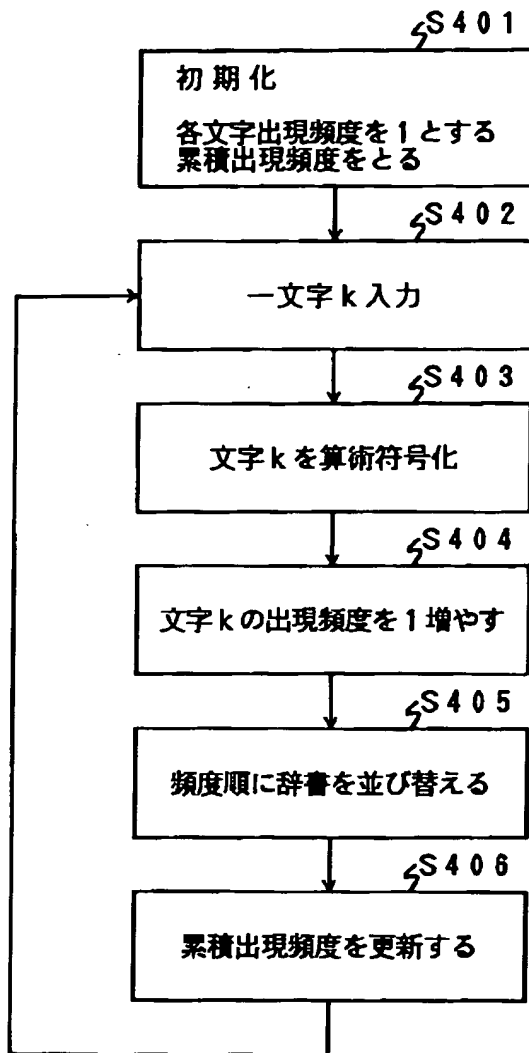 S401
初期化
各文字出現頻度を1とする
累積出現頻度をとる
S402
一文字k入力
S403
文字kを算術符号化
S404
文字kの出現頻度を1増やす
S405
頻度順に辞書を並び替える
S406
累積出現頻度を更新する